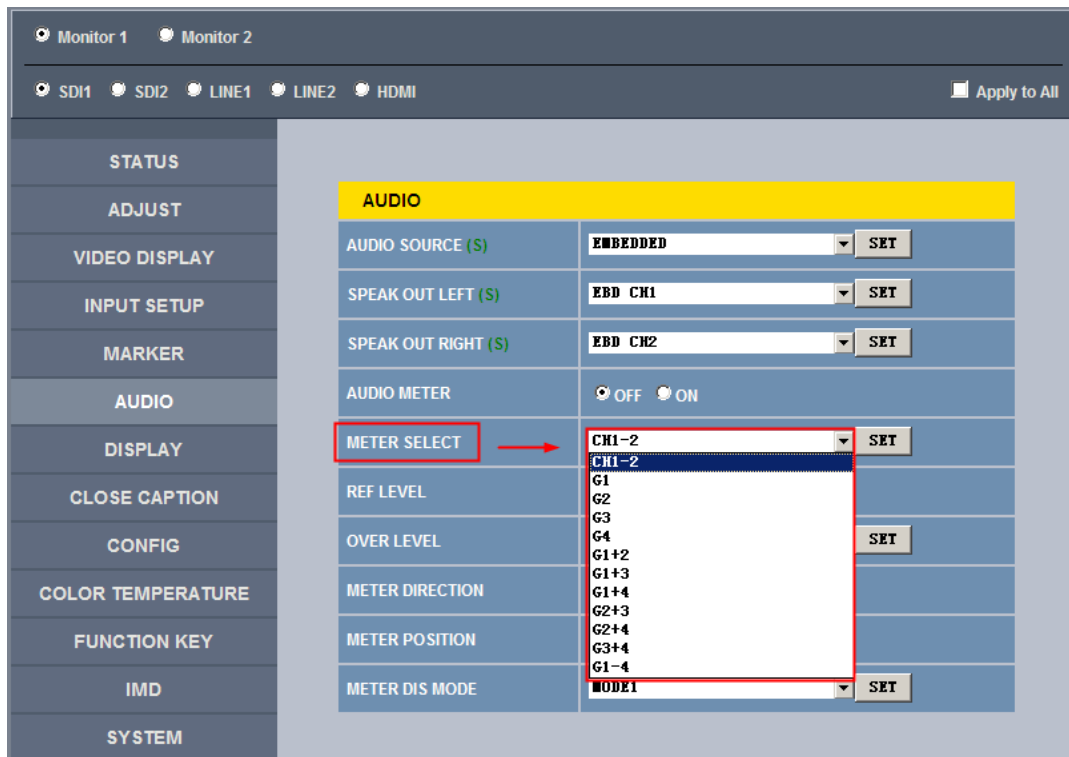 Monitor 1 Monitor 2
SDI1 SDI2 LINE1 LINE2 HDMI Apply to All
STATUS
ADJUST
VIDEO DISPLAY
INPUT SETUP
MARKER
AUDIO
DISPLAY
CLOSE CAPTION
CONFIG
COLOR TEMPERATURE
FUNCTION KEY
IMD
SYSTEM
AUDIO
AUDIO SOURCE (S) EMBEDDED SET
SPEAK OUT LEFT (S) EBD CH1 SET
SPEAK OUT RIGHT (S) EBD CH2 SET
AUDIO METER OFF ON
METER SELECT CH1-2 SET
CH1-2
G1
G2
G3
G4
G1+2
G1+3
G1+4
G2+3
G2+4
G3+4
G1-4
REF LEVEL
OVER LEVEL SET
METER DIRECTION
METER POSITION
METER DIS MODE MODE1 SET